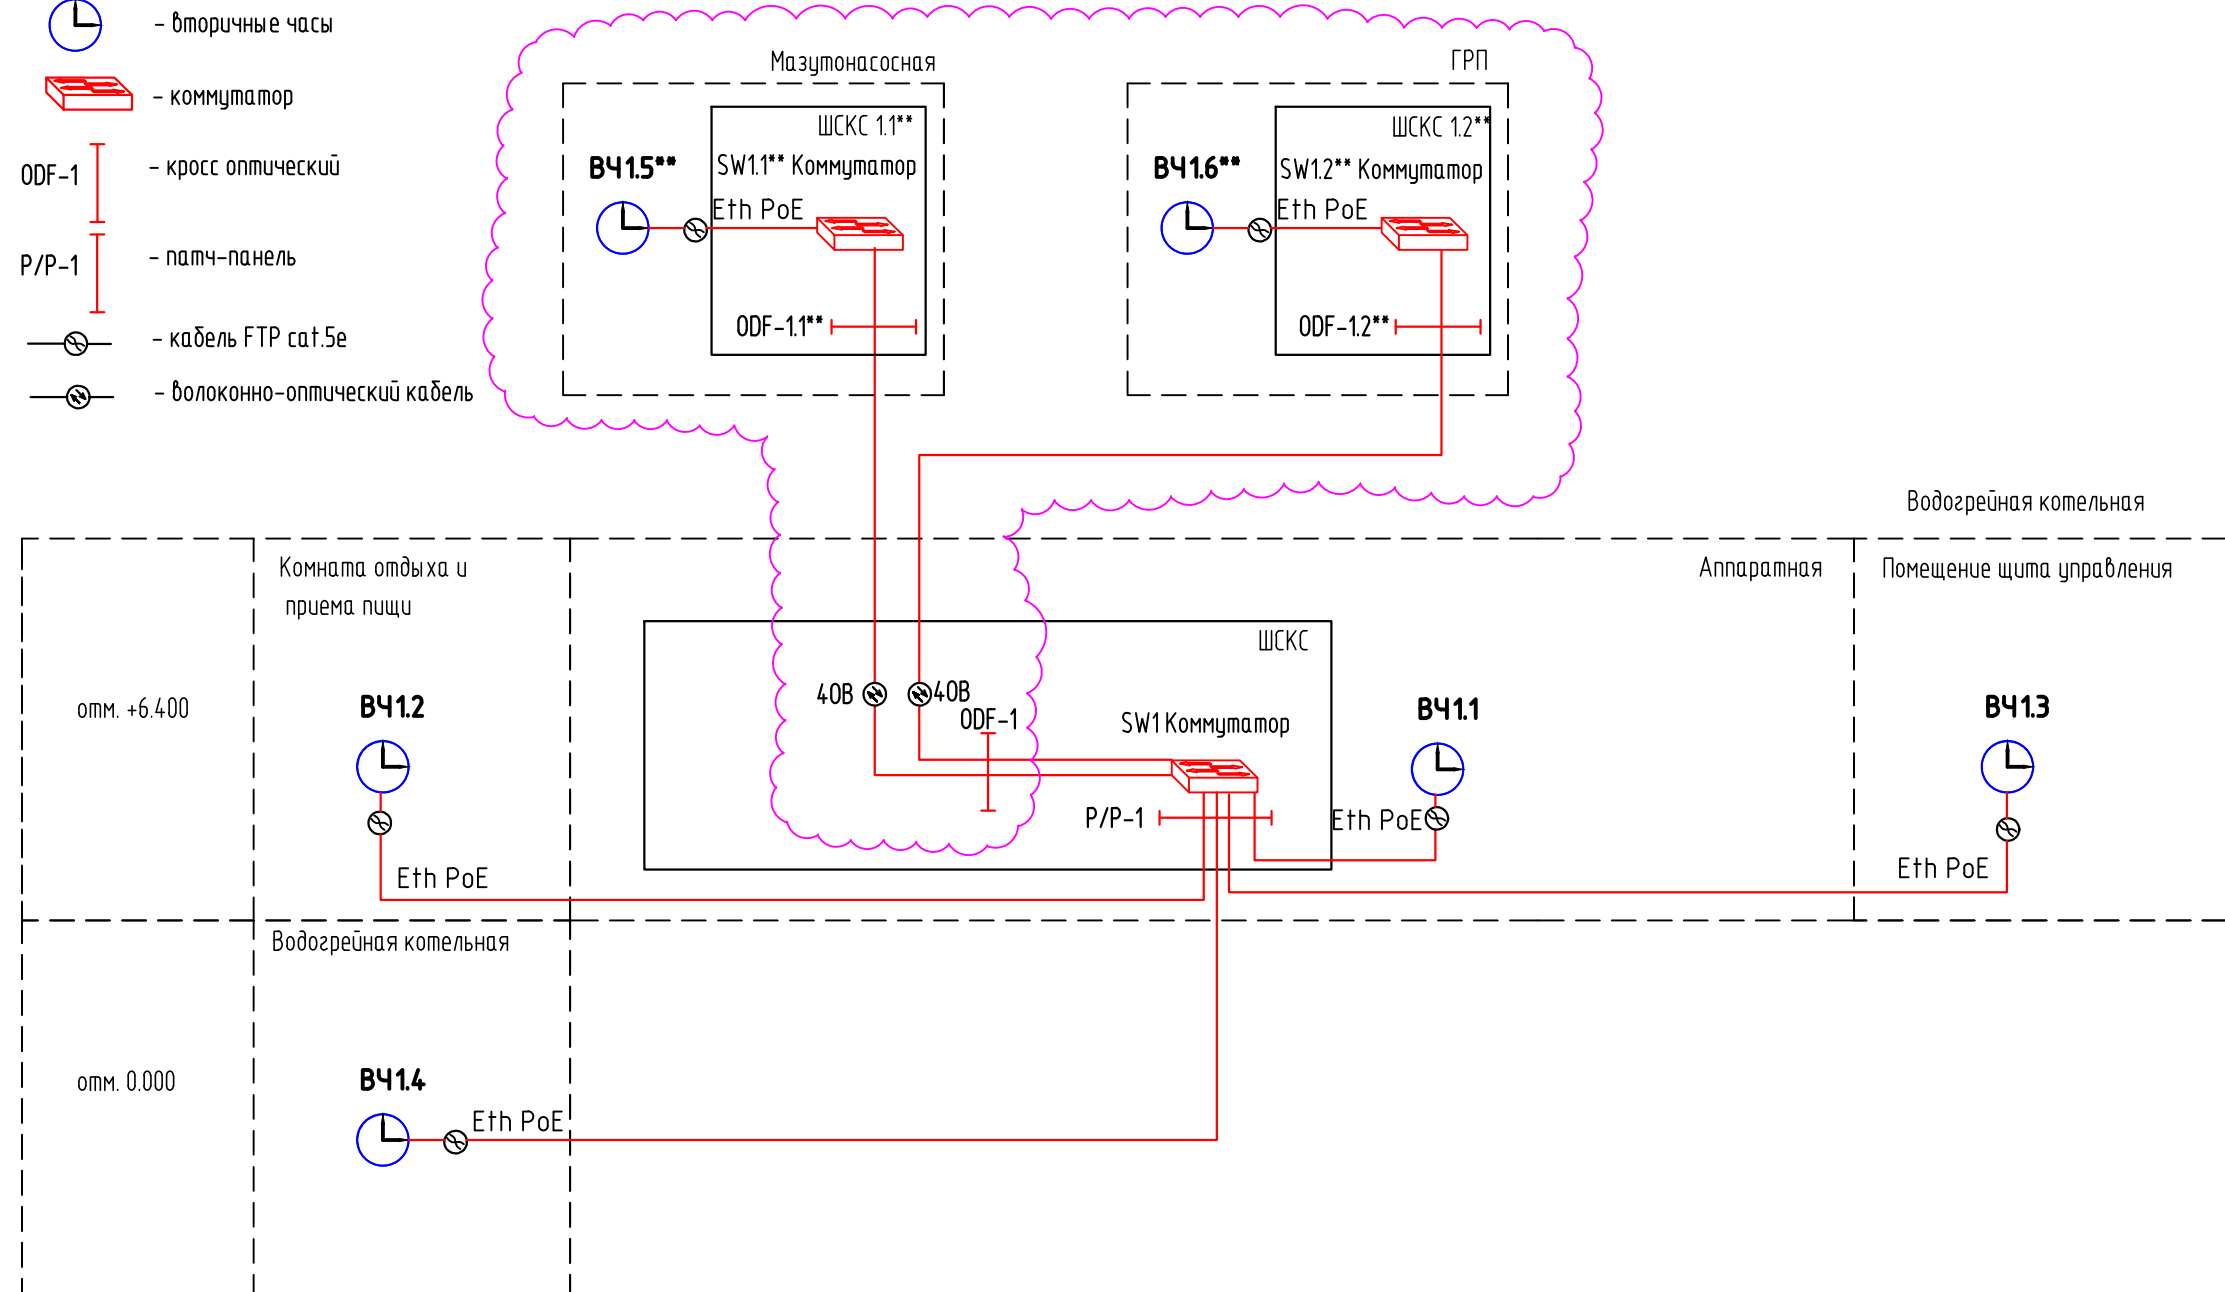 – вторичные часы
– коммутатор
ODF-1
– кросс оптический
P/P-1
– патч-панель
– кабель FTP cat.5e
– волоконно-оптический кабель
Мазутонасосная
ШСКС 1.1**
ВЧ1.5**
SW1.1** Коммутатор
Eth PoE
ODF-1.1**
ГРП
ШСКС 1.2**
ВЧ1.6**
SW1.2** Коммутатор
Eth PoE
ODF-1.2**
Водогрейная котельная
Комната отдыха и
приема пищи
Аппаратная
Помещение щита управления
ШСКС
отм. +6.400
ВЧ1.2
4ОВ
4ОВ
ODF-1
SW1 Коммутатор
ВЧ1.1
ВЧ1.3
P/P-1
Eth PoE
Eth PoE
Eth PoE
Водогрейная котельная
отм. 0.000
ВЧ1.4
Eth PoE